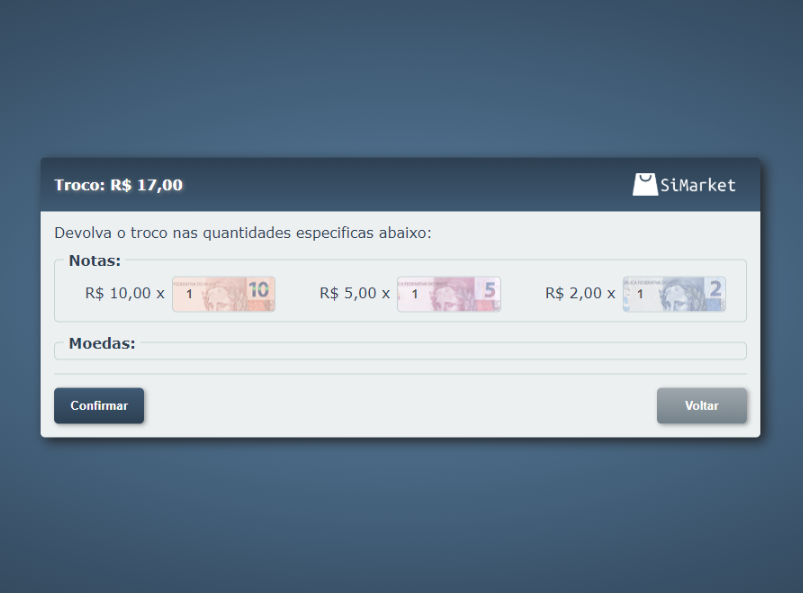 Troco: R$ 17,00
SiMarket
Devolva o troco nas quantidades especificas abaixo:
Notas:
R$ 10,00 x 1 10 R$ 5,00 x 1 5 R$ 2,00 x 1 2
Moedas:
Confirmar Voltar